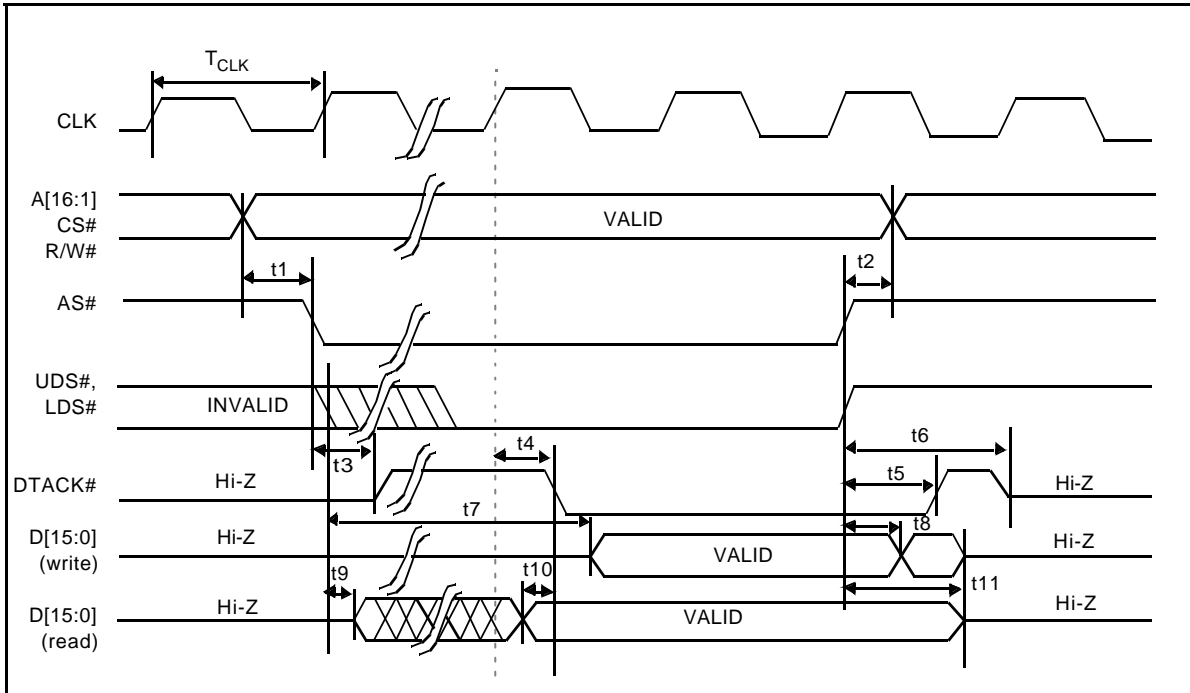 T_CLK
CLK
A[16:1]
CS#
R/W#
VALID
t1
t2
AS#
UDS#,
LDS#
INVALID
t3
t4
t6
t5
DTACK#
Hi-Z
Hi-Z
t7
t8
D[15:0]
(write)
Hi-Z
VALID
Hi-Z
t9
t10
t11
D[15:0]
(read)
Hi-Z
VALID
Hi-Z